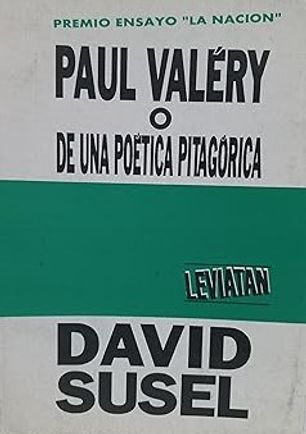 PREMIO ENSAYO "LA NACION"
PAUL VALÉRY
O
DE UNA POÉTICA PITAGÓRICA
LEVIATAN
DAVID
SUSEL